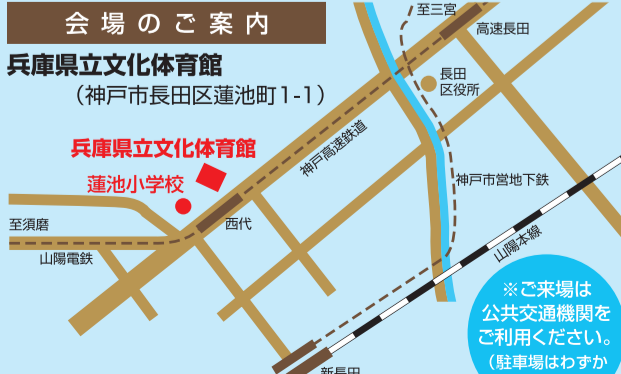 会場のご案内
兵庫県立文化体育館
（神戸市長田区蓮池町1-1）
至三宮
高速長田
長田
区役所
神戸高速鉄道
兵庫県立文化体育館
蓮池小学校
神戸市営地下鉄
西代
至須磨
山陽電鉄
山陽本線
新長田
※ご来場は
公共交通機関を
ご利用ください。
（駐車場はわずか